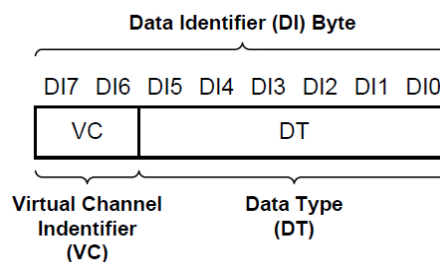 Data Identifier (DI) Byte
DI7 DI6 DI5 DI4 DI3 DI2 DI1 DI0
VC DT
Virtual Channel Data Type
Indentifier (DT)
(VC)